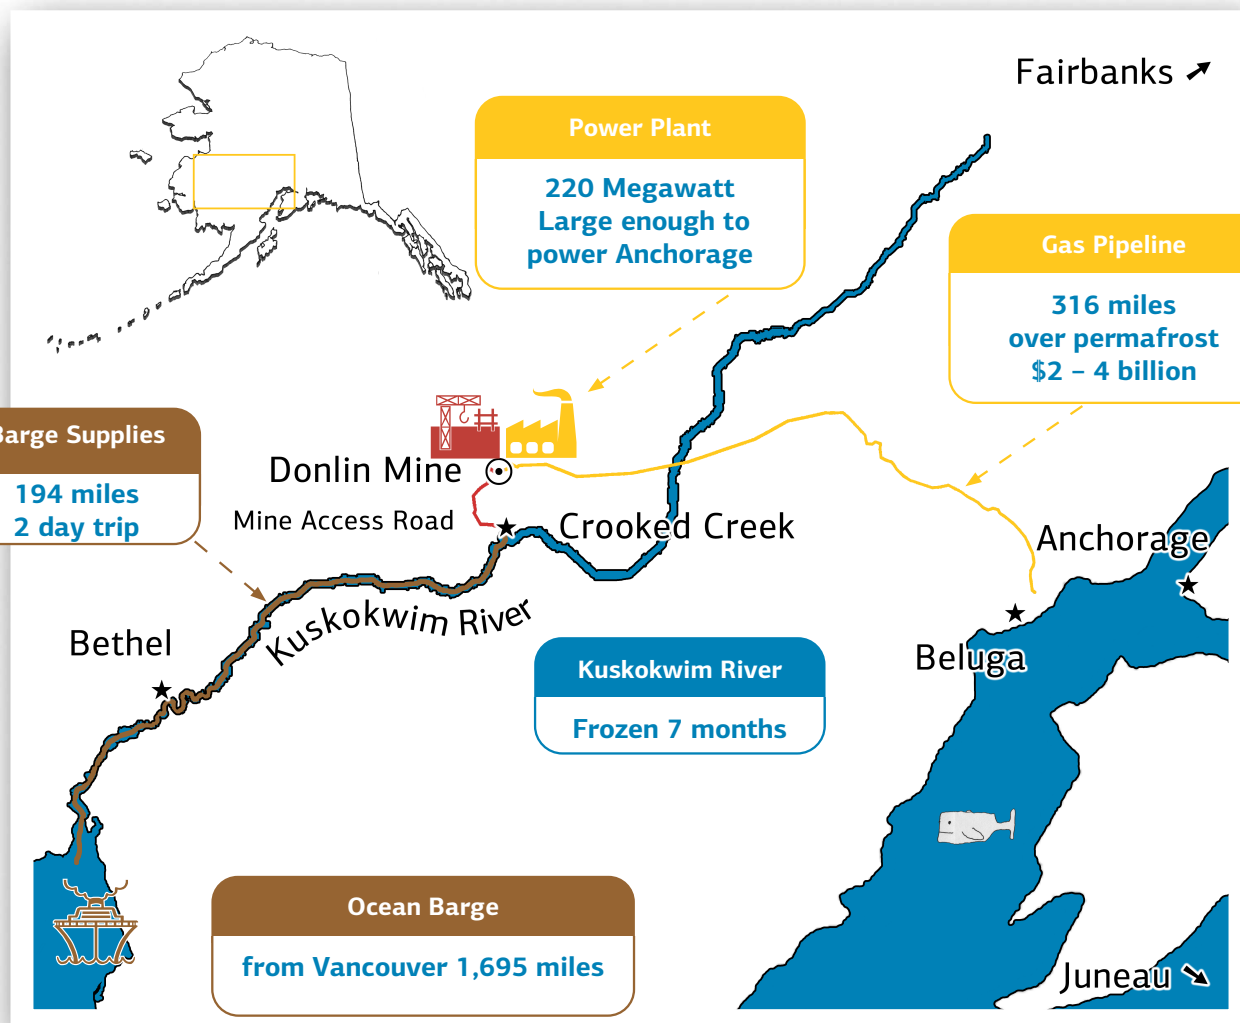 Fairbanks
Power Plant
220 Megawatt
Large enough to
power Anchorage
Gas Pipeline
316 miles
over permafrost
$2 – 4 billion
Barge Supplies
194 miles
2 day trip
Donlin Mine
Mine Access Road
Crooked Creek
Anchorage
Kuskokwim River
Bethel
Beluga
Kuskokwim River
Frozen 7 months
Ocean Barge
from Vancouver 1,695 miles
Juneau